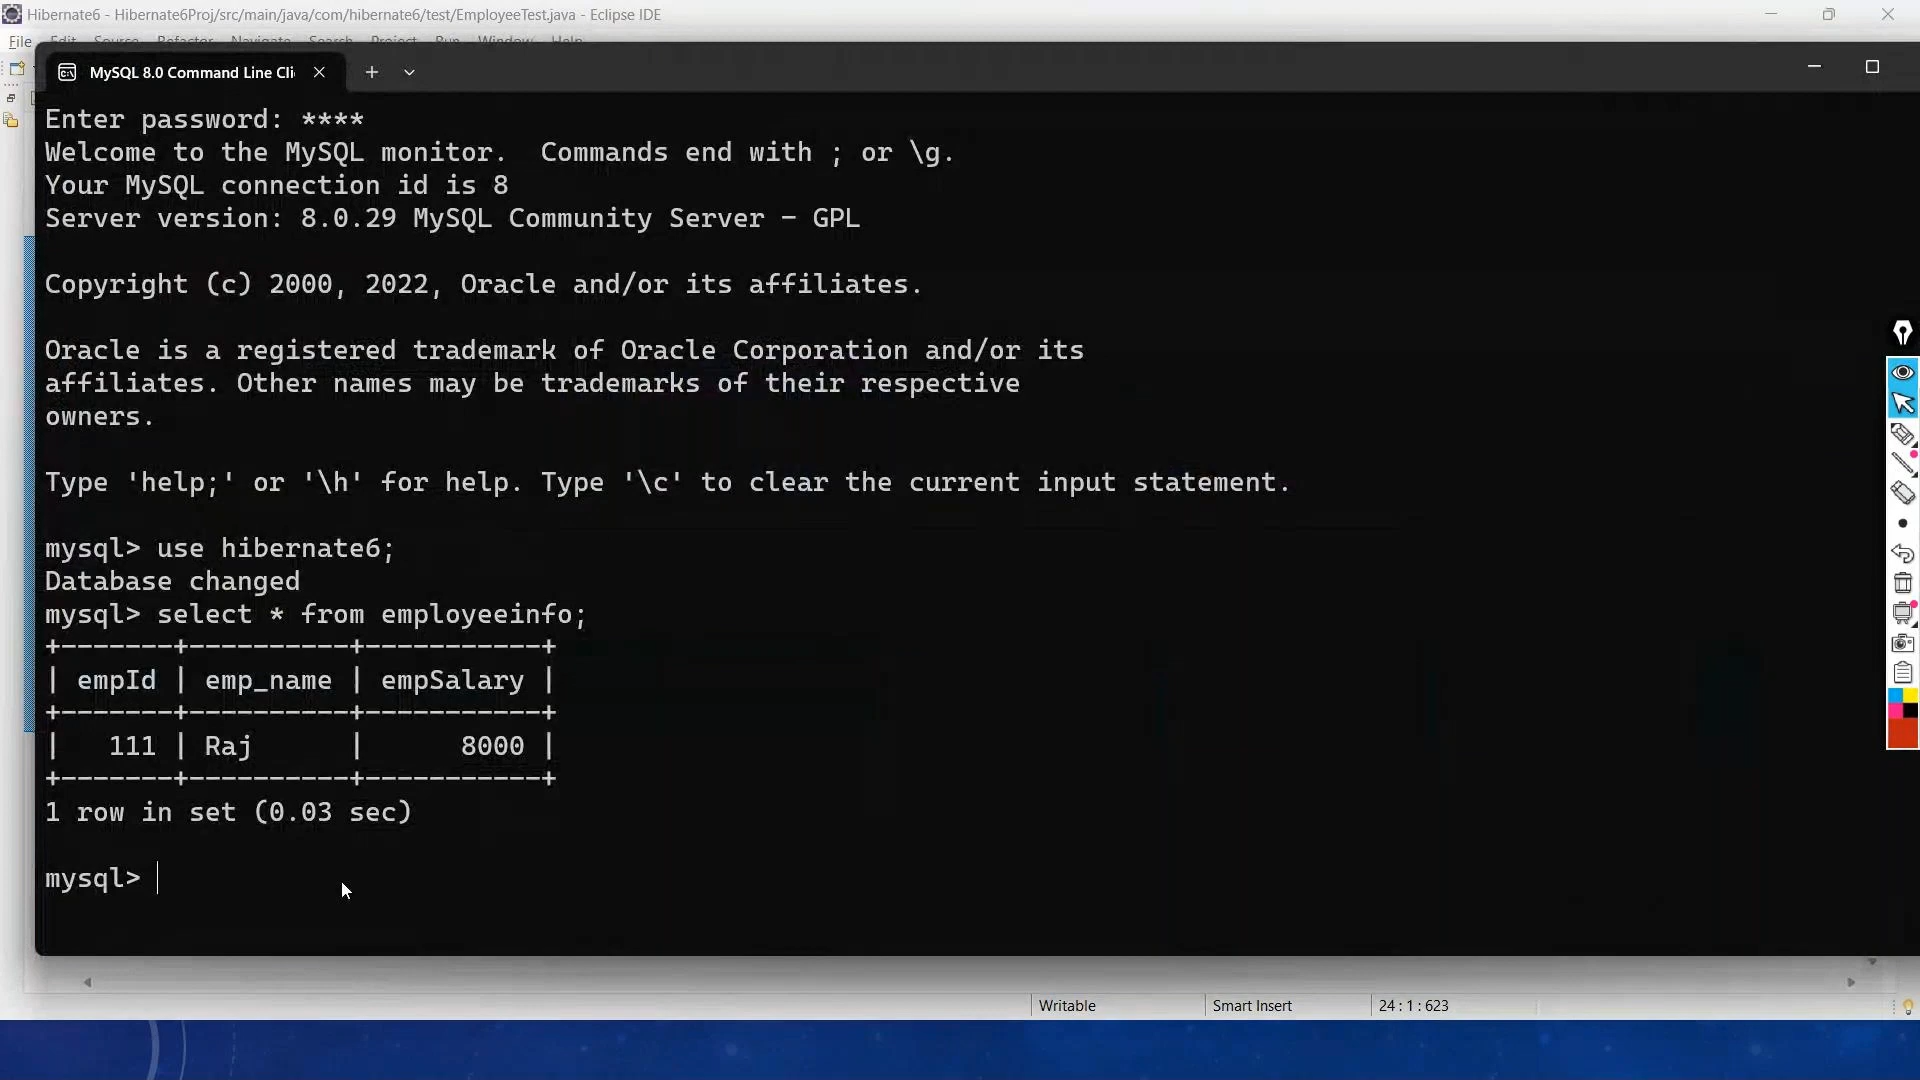 Hibernate6 - Hibernate6Proj/src/main/java/com/hibernate6/test/EmployeeTest.java - Eclipse IDE
File Edit Source Refactor Navigate Search Project Run Window Help
MySQL 8.0 Command Line Cli
Enter password: ****
Welcome to the MySQL monitor.  Commands end with ; or \g.
Your MySQL connection id is 8
Server version: 8.0.29 MySQL Community Server - GPL
Copyright (c) 2000, 2022, Oracle and/or its affiliates.
Oracle is a registered trademark of Oracle Corporation and/or its
affiliates. Other names may be trademarks of their respective
owners.
Type 'help;' or '\h' for help. Type '\c' to clear the current input statement.
mysql> use hibernate6;
Database changed
mysql> select * from employeeinfo;
+-------+----------+-----------+
| empId | emp_name | empSalary |
+-------+----------+-----------+
|   111 | Raj      |      8000 |
+-------+----------+-----------+
1 row in set (0.03 sec)
mysql>
Writable Smart Insert 24 : 1 : 623